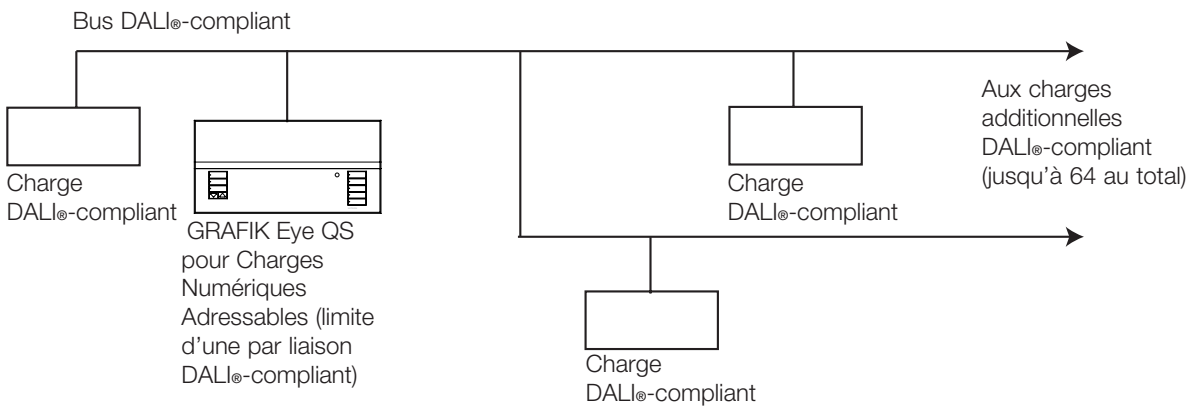 Bus DALI®-compliant
Aux charges
additionnelles
DALI®-compliant
(jusqu’à 64 au total)
Charge
DALI®-compliant
GRAFIK Eye QS
pour Charges
Numériques
Adressables (limite
d’une par liaison
DALI®-compliant)
Charge
DALI®-compliant
Charge
DALI®-compliant